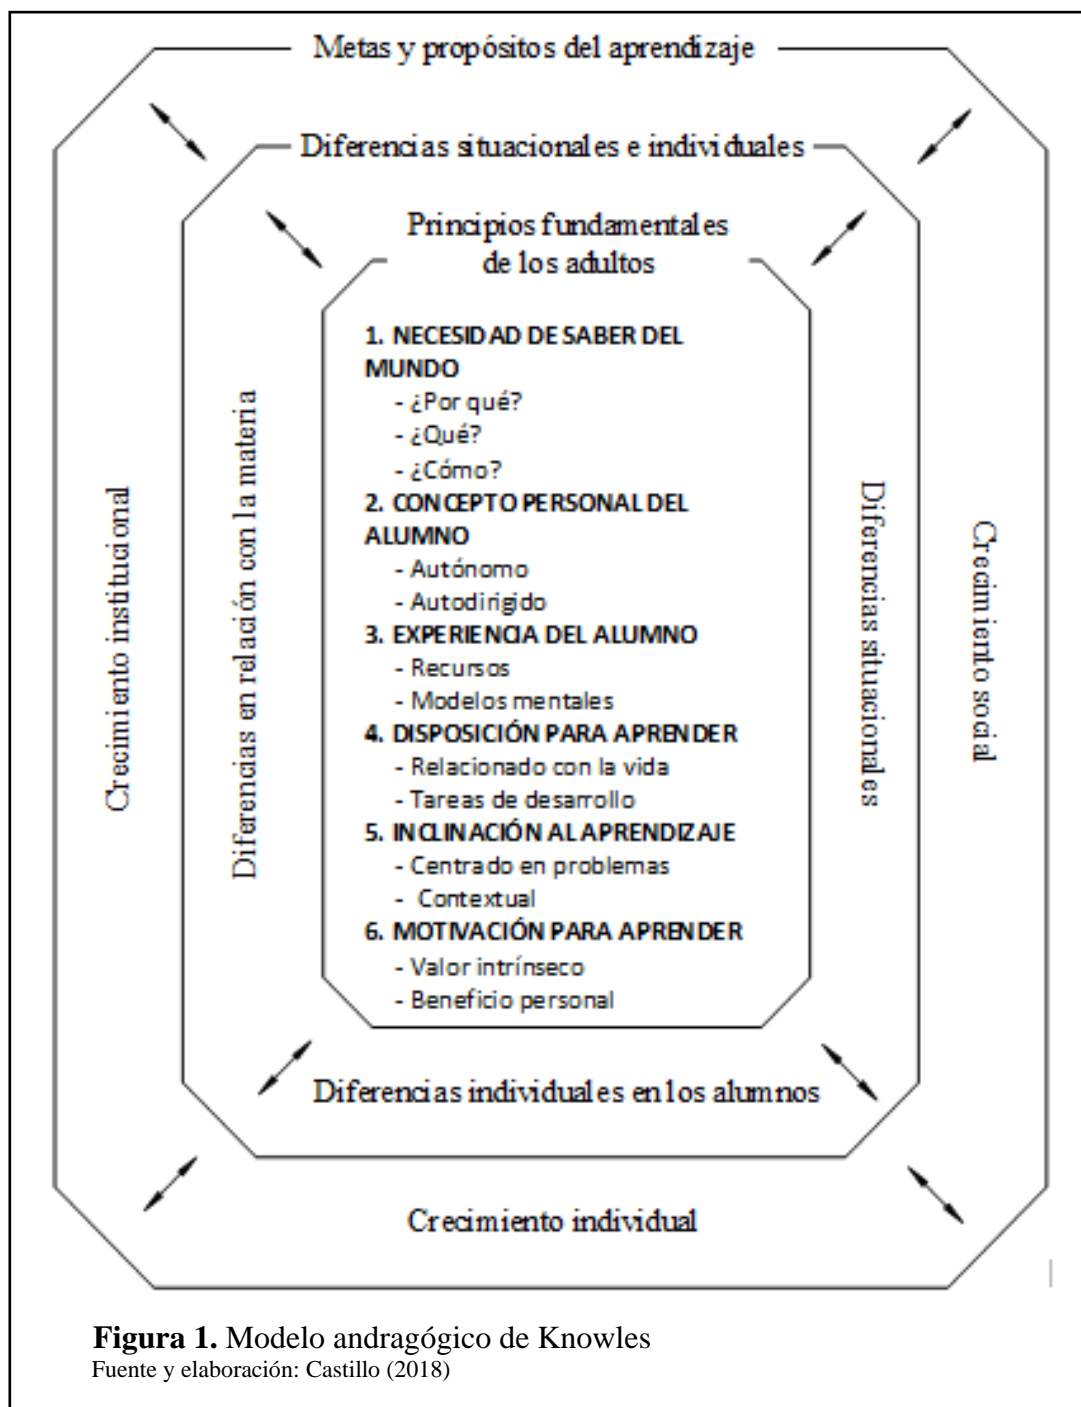 Metas y propósitos del aprendizaje
Diferencias situacionales e individuales
Principios fundamentales
de los adultos
1. NECESIDAD DE SABER DEL
MUNDO
- ¿Por qué?
- ¿Qué?
- ¿Cómo?
2. CONCEPTO PERSONAL DEL
ALUMNO
- Autónomo
- Autodirigido
3. EXPERIENCIA DEL ALUMNO
- Recursos
- Modelos mentales
4. DISPOSICIÓN PARA APRENDER
- Relacionado con la vida
- Tareas de desarrollo
5. INCLINACIÓN AL APRENDIZAJE
- Centrado en problemas
- Contextual
6. MOTIVACIÓN PARA APRENDER
- Valor intrínseco
- Beneficio personal
Crecimiento institucional
Diferencias en relación con la materia
Diferencias situacionales
Crecimiento social
Diferencias individuales en los alumnos
Crecimiento individual
Figura 1. Modelo andragógico de Knowles
Fuente y elaboración: Castillo (2018)